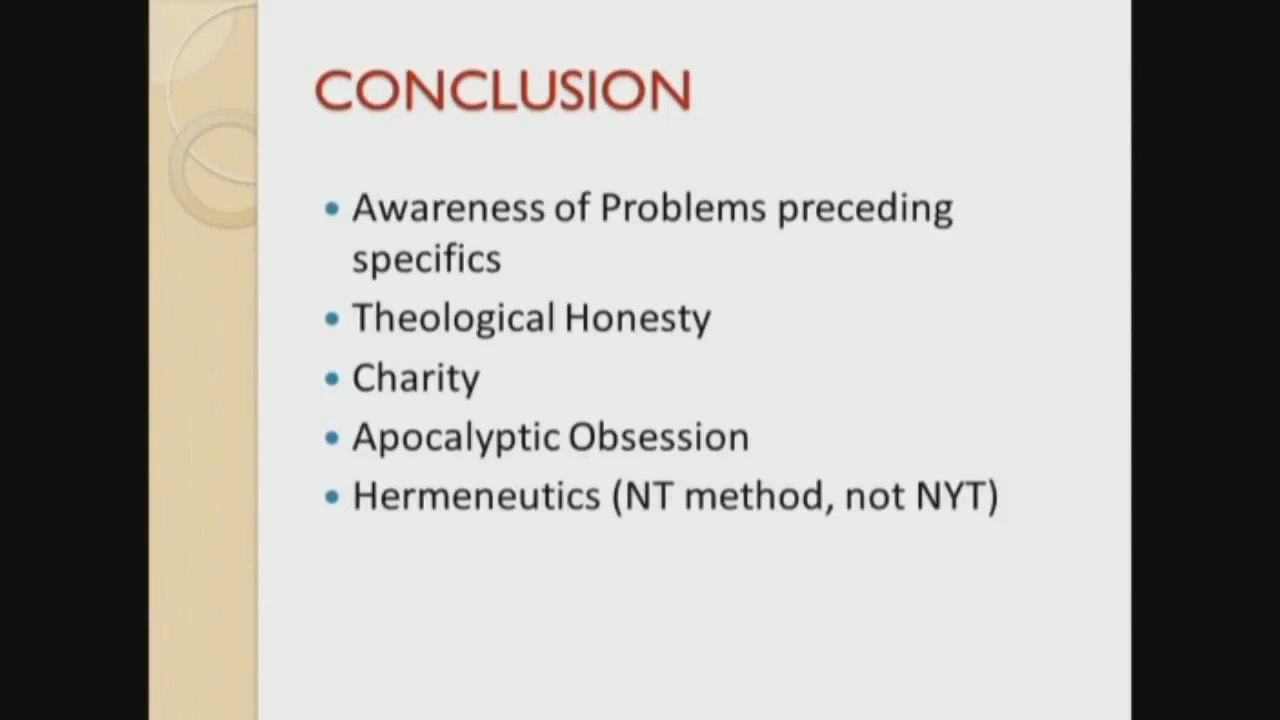 CONCLUSION
• Awareness of Problems preceding
specifics
• Theological Honesty
• Charity
• Apocalyptic Obsession
• Hermeneutics (NT method, not NYT)